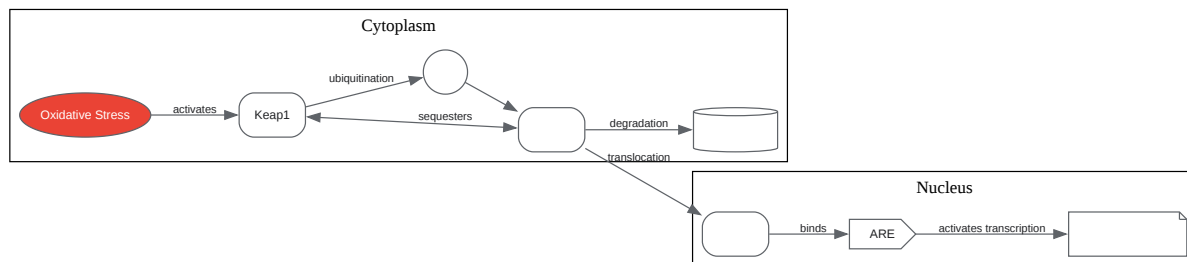 Cytoplasm
ubiquitination
Oxidative Stress
activates
Keap1
sequesters
degradation
translocation
Nucleus
binds
ARE
activates transcription